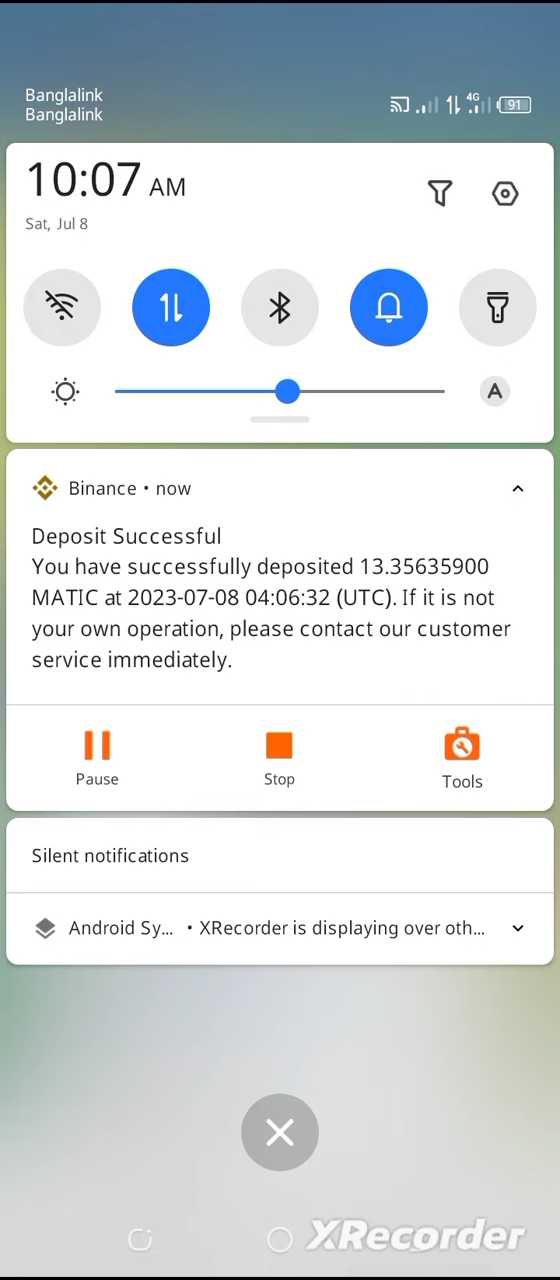 Banglalink
Banglalink
4G
91
10:07 AM
Sat, Jul 8
A
Binance • now
Deposit Successful
You have successfully deposited 13.35635900
MATIC at 2023-07-08 04:06:32 (UTC). If it is not
your own operation, please contact our customer
service immediately.
Pause
Stop
Tools
Silent notifications
Android Sy... • XRecorder is displaying over oth...
XRecorder